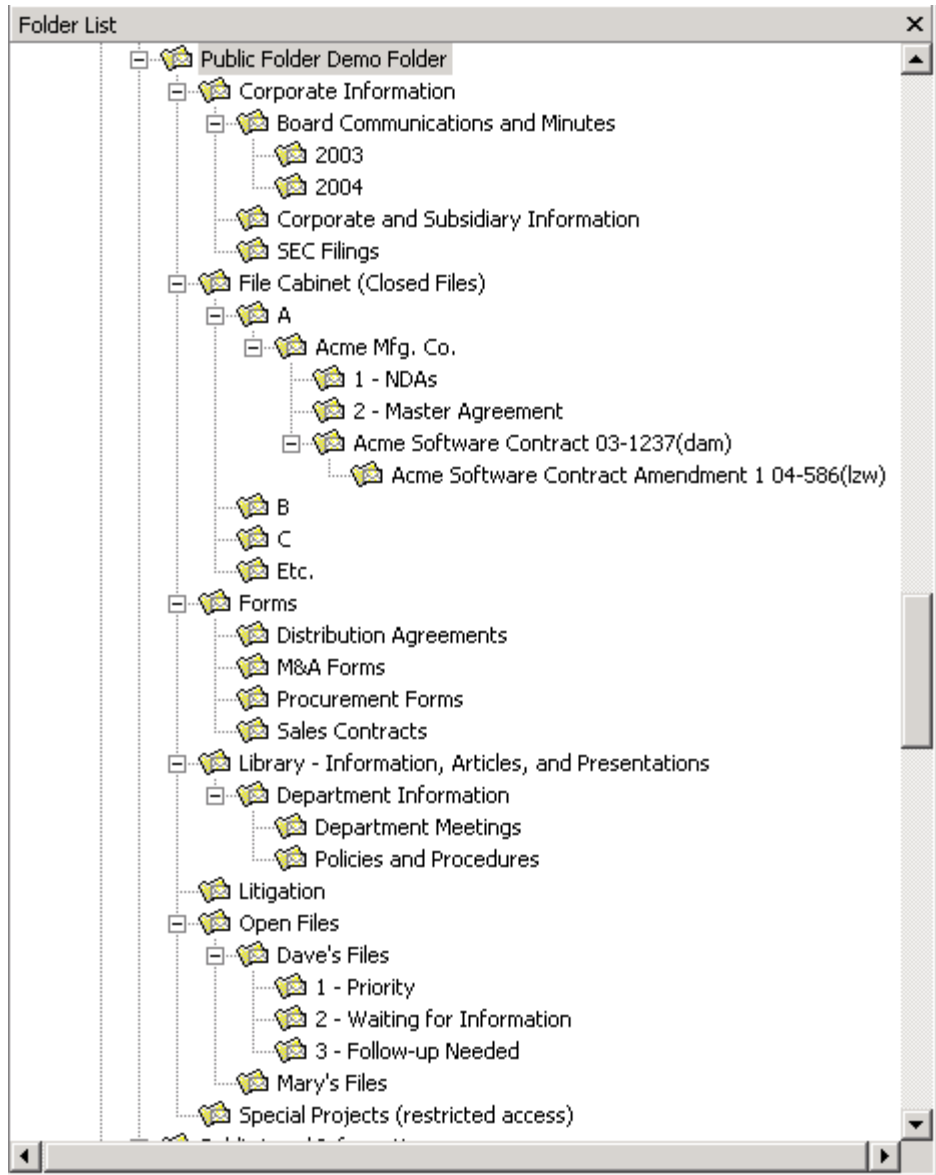 Folder List
Public Folder Demo Folder
Corporate Information
Board Communications and Minutes
2003
2004
Corporate and Subsidiary Information
SEC Filings
File Cabinet (Closed Files)
A
Acme Mfg. Co.
1 - NDAs
2 - Master Agreement
Acme Software Contract 03-1237(dam)
Acme Software Contract Amendment 1 04-586(lzw)
B
C
Etc.
Forms
Distribution Agreements
M&A Forms
Procurement Forms
Sales Contracts
Library - Information, Articles, and Presentations
Department Information
Department Meetings
Policies and Procedures
Litigation
Open Files
Dave's Files
1 - Priority
2 - Waiting for Information
3 - Follow-up Needed
Mary's Files
Special Projects (restricted access)